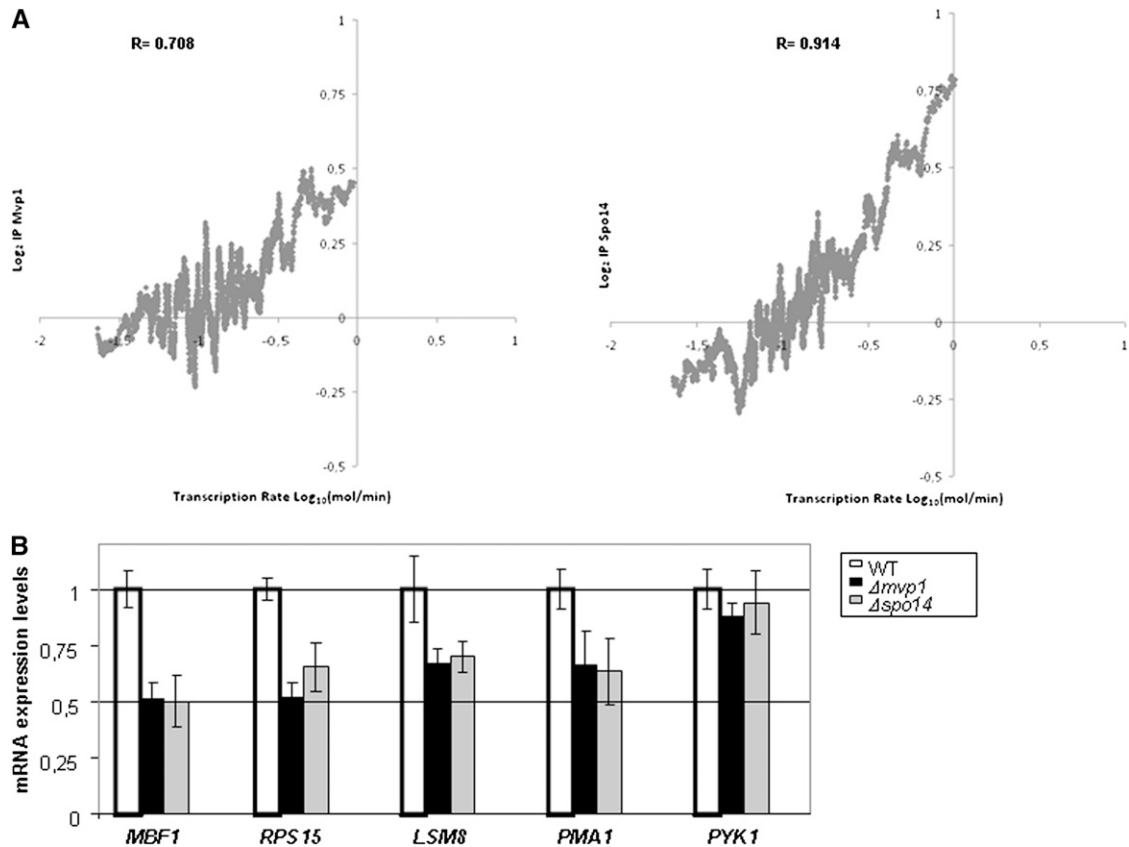 A
R= 0.708
1
0,75
0,5
0,25
0
-0,25
-0,5
-2
-1,5
-1
-0,5
0
0,5
1
Log₂ IP Mvp1
Transcription Rate Log₁₀(mol/min)
R= 0.914
1
0,75
0,5
0,25
0
-0,25
-0,5
-2
-1,5
-1
-0,5
0
0,5
1
Log₂ IP Spo14
Transcription Rate Log₁₀(mol/min)
B
mRNA expression levels
1
0,75
0,5
0,25
0
MBF1
RPS15
LSM8
PMA1
PYK1
WT
Δmvp1
Δspo14